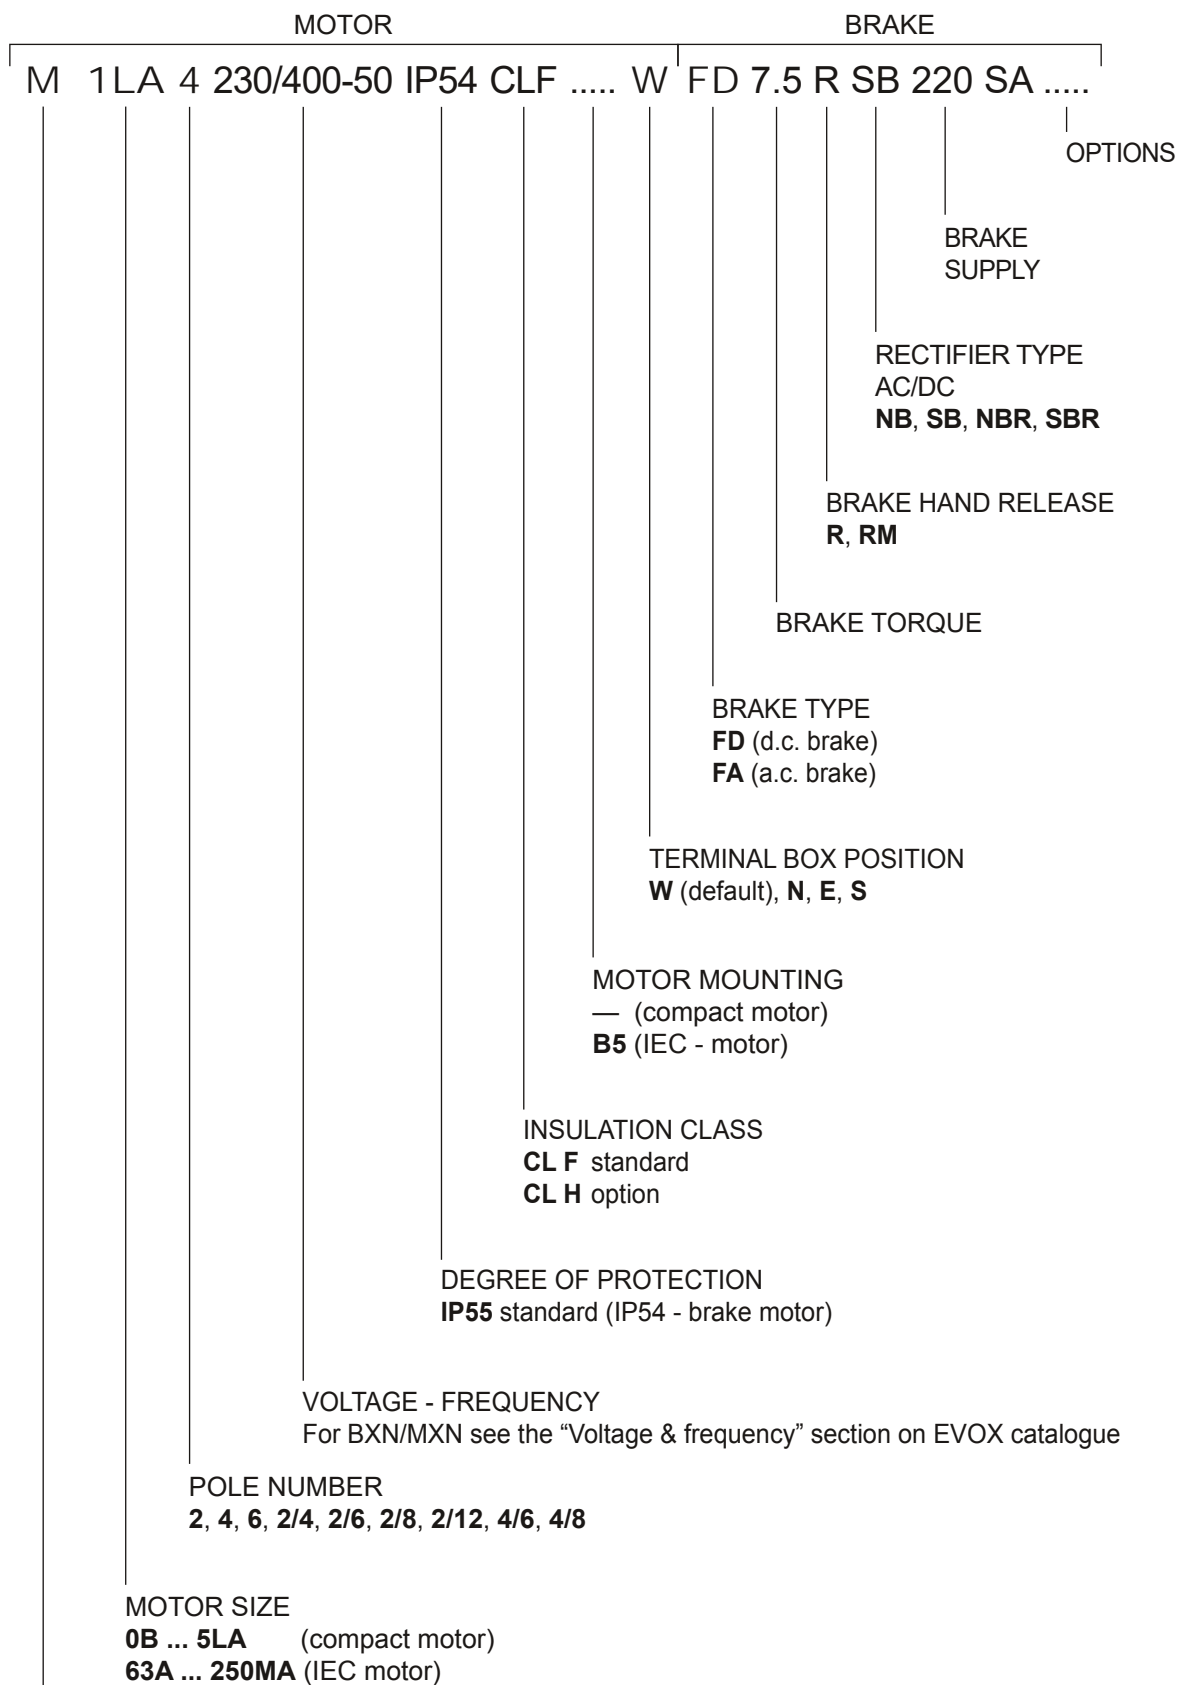 MOTOR BRAKE
M 1LA 4 230/400-50 IP54 CLF ..... W FD 7.5 R SB 220 SA .....
OPTIONS
BRAKE
SUPPLY
RECTIFIER TYPE
AC/DC
NB, SB, NBR, SBR
BRAKE HAND RELEASE
R, RM
BRAKE TORQUE
BRAKE TYPE
FD (d.c. brake)
FA (a.c. brake)
TERMINAL BOX POSITION
W (default), N, E, S
MOTOR MOUNTING
— (compact motor)
B5 (IEC - motor)
INSULATION CLASS
CL F standard
CL H option
DEGREE OF PROTECTION
IP55 standard (IP54 - brake motor)
VOLTAGE - FREQUENCY
For BXN/MXN see the “Voltage & frequency” section on EVOX catalogue
POLE NUMBER
2, 4, 6, 2/4, 2/6, 2/8, 2/12, 4/6, 4/8
MOTOR SIZE
0B ... 5LA (compact motor)
63A ... 250MA (IEC motor)